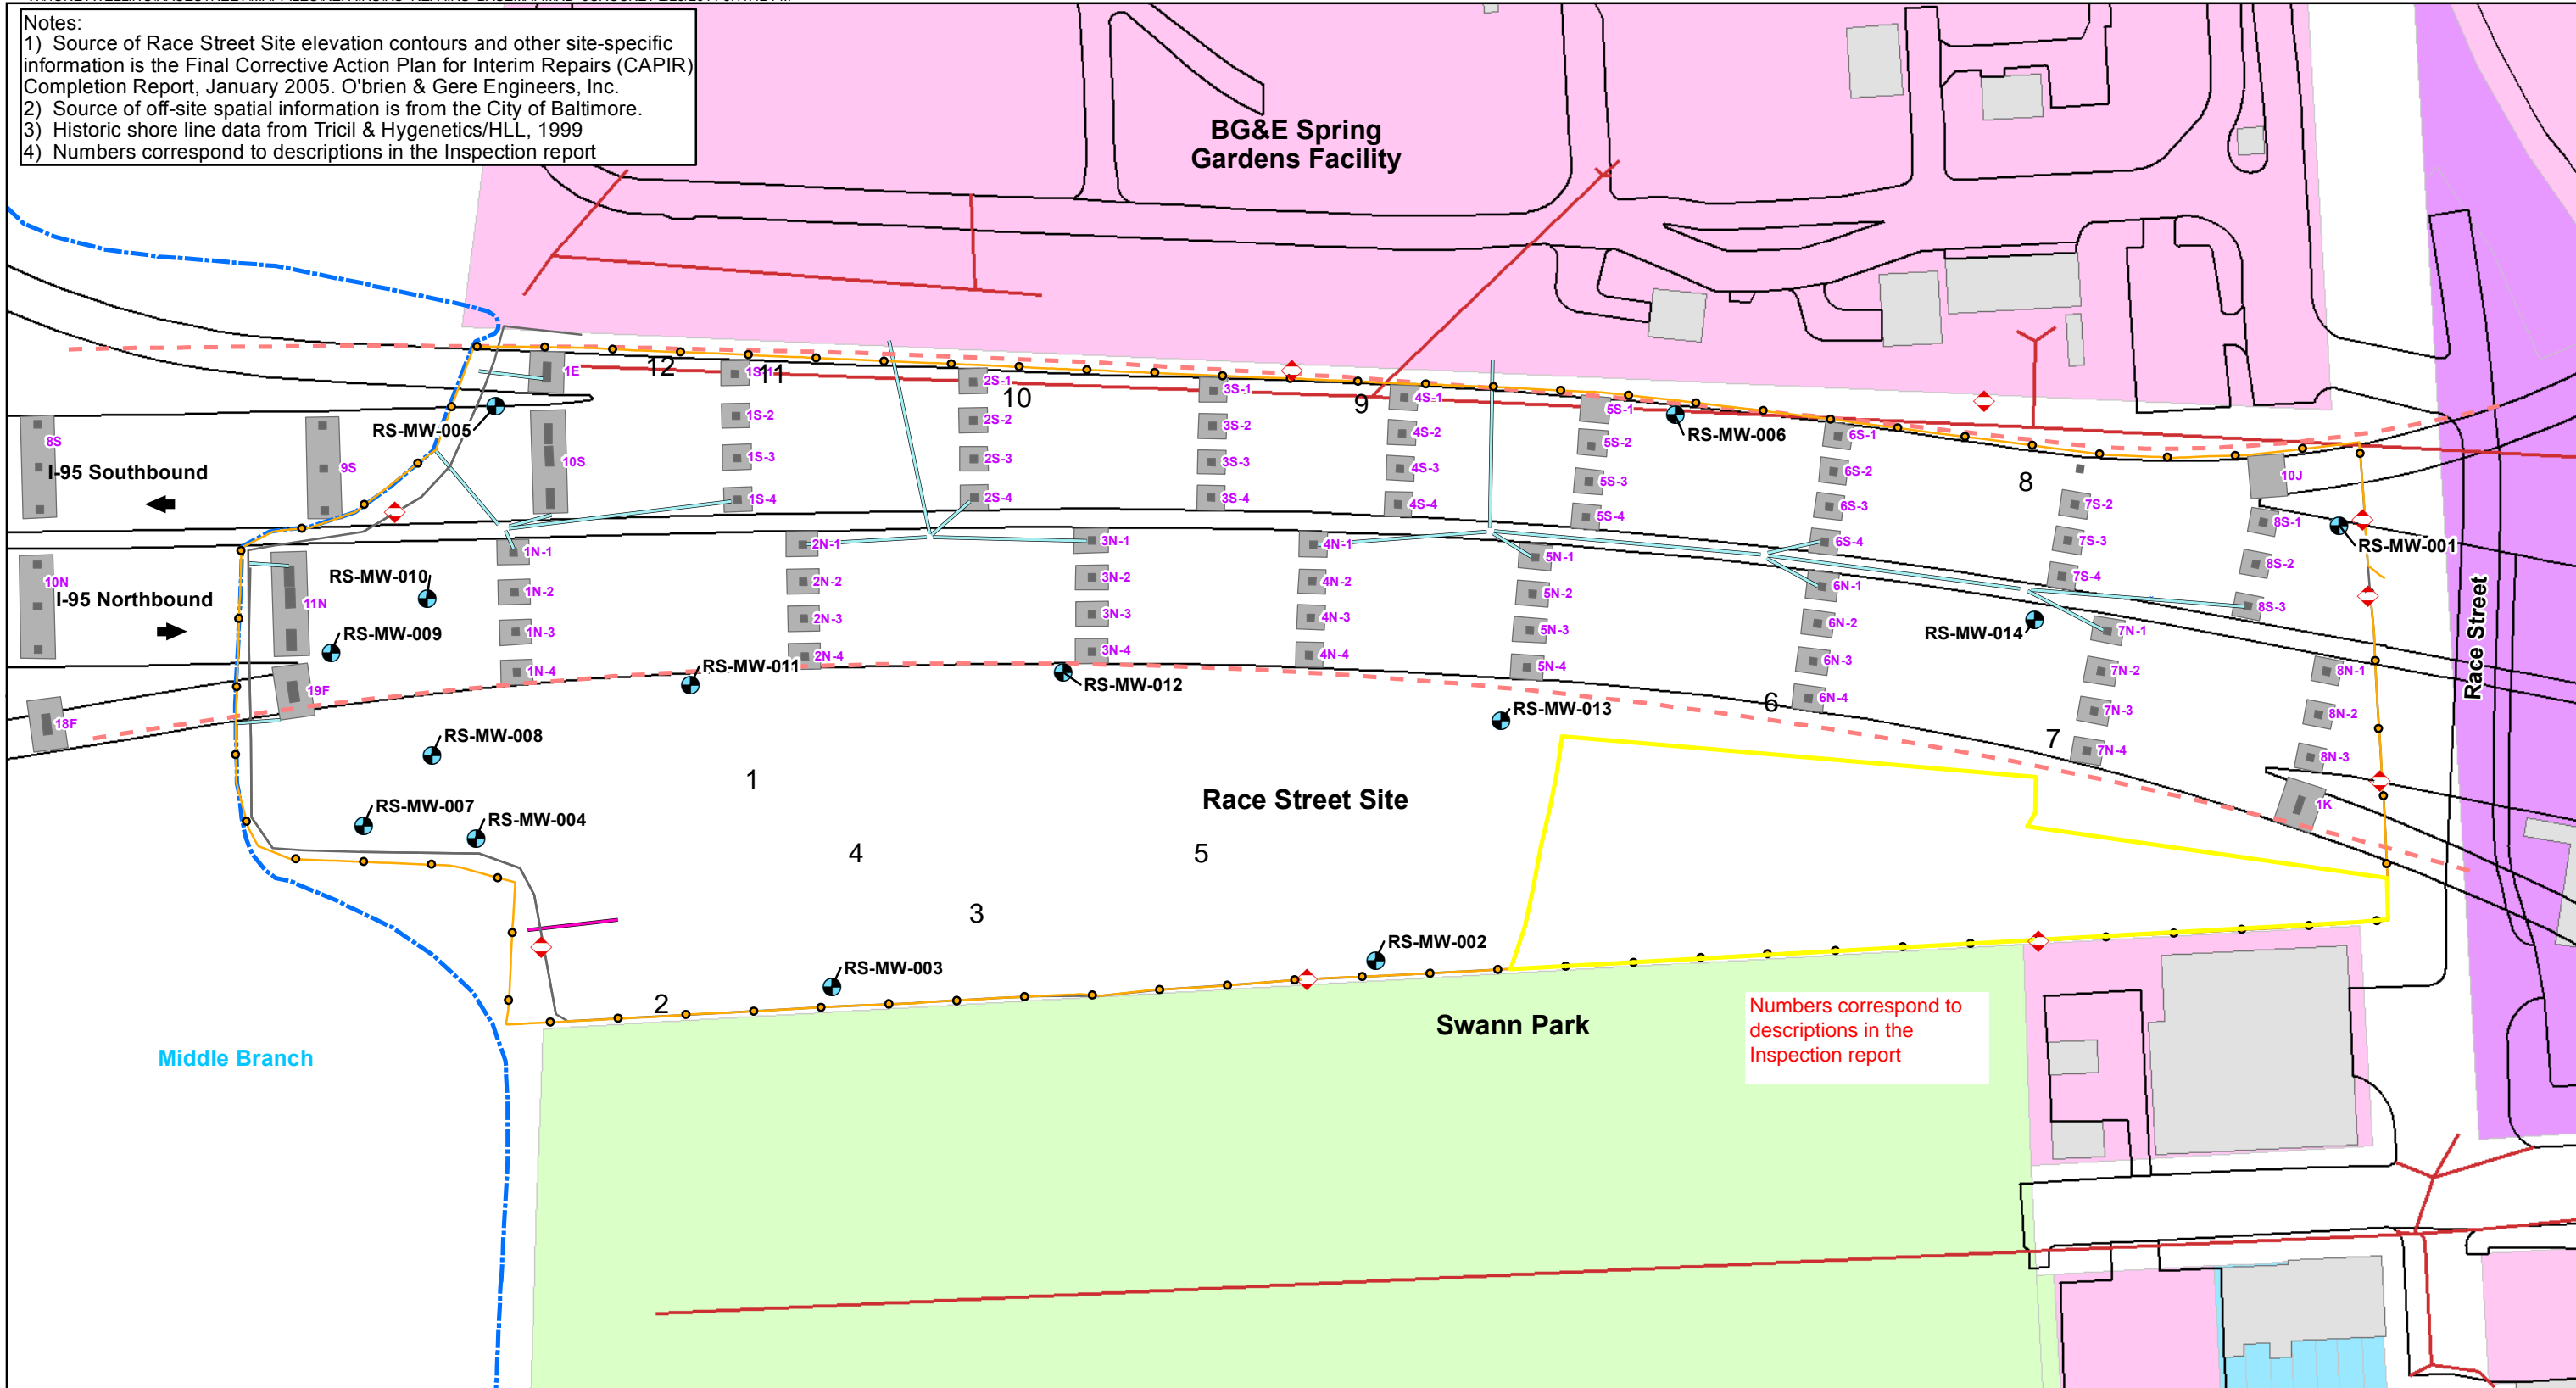 Notes:
1) Source of Race Street Site elevation contours and other site-specific
information is the Final Corrective Action Plan for Interim Repairs (CAPIR)
Completion Report, January 2005. O'brien & Gere Engineers, Inc.
2) Source of off-site spatial information is from the City of Baltimore.
3) Historic shore line data from Tricil & Hygenetics/HLL, 1999
4) Numbers correspond to descriptions in the Inspection report
BG&E Spring
Gardens Facility
1E
12
1S-1
11
2S-1
10
3S-1
9
4S-1
5S-1
RS-MW-005
1S-2
2S-2
3S-2
4S-2
5S-2
RS-MW-006
6S-1
8S
9S
10S
I-95 Southbound
1S-3
2S-3
3S-3
4S-3
5S-3
6S-2
8
10J
1S-4
2S-4
3S-4
4S-4
5S-4
6S-3
7S-2
8S-1
6S-4
7S-3
RS-MW-001
1N-1
2N-1
3N-1
4N-1
5N-1
7S-4
8S-2
10N
I-95 Northbound
11N
RS-MW-010
1N-2
2N-2
3N-2
4N-2
5N-2
6N-1
8S-3
RS-MW-009
1N-3
2N-3
3N-3
4N-3
5N-3
6N-2
RS-MW-014
7N-1
Race Street
1N-4
2N-4
3N-4
4N-4
5N-4
6N-3
7N-2
8N-1
18F
19F
RS-MW-011
RS-MW-012
RS-MW-013
6
6N-4
7N-3
8N-2
RS-MW-008
7
7N-4
8N-3
1
Race Street Site
RS-MW-007
RS-MW-004
1K
4
5
3
RS-MW-002
RS-MW-003
2
Swann Park
Numbers correspond to
descriptions in the
Inspection report
Middle Branch